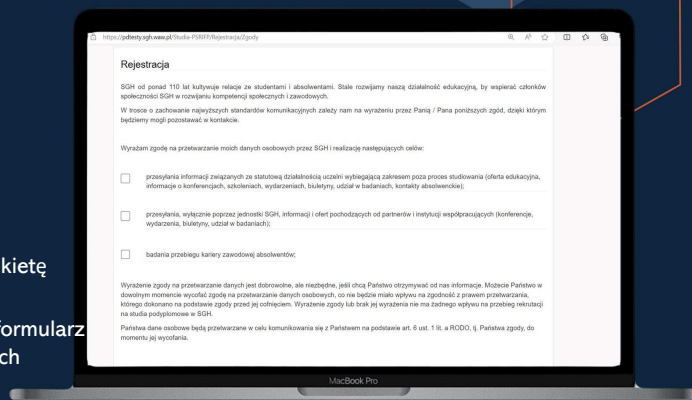 https://pdtesty.sgh.waw.pl/Studia-PSRIFP/Rejestracja/Zgody
Rejestracja
SGH od ponad 110 lat kultywuje relacje ze studentami i absolwentami. Stale rozwijamy naszą działalność edukacyjną, by wspierać członków
społeczności SGH w rozwijaniu kompetencji społecznych i zawodowych.
W trosce o zachowanie najwyższych standardów komunikacyjnych zależy nam na wyrażeniu przez Panią / Pana poniższych zgód, dzięki którym
będziemy mogli pozostawać w kontakcie.
Wyrażam zgodę na przetwarzanie moich danych osobowych przez SGH i realizację następujących celów:
przesyłania informacji związanych ze statutową działalnością uczelni wybiegającą zakresem poza proces studiowania (oferta edukacyjna,
informacje o konferencjach, szkoleniach, wydarzeniach, biuletyny, udział w badaniach, kontakty absolwenckie);
przesyłania, wyłącznie poprzez jednostki SGH, informacji i ofert pochodzących od partnerów i instytucji współpracujących (konferencje,
wydarzenia, biuletyny, udział w badaniach);
badania przebiegu kariery zawodowej absolwentów;
Wyrażenie zgody na przetwarzanie danych jest dobrowolne, ale niezbędne, jeśli chcą Państwo otrzymywać od nas informacje. Możecie Państwo w
dowolnym momencie wycofać zgodę na przetwarzanie danych osobowych, co nie będzie miało wpływu na zgodność z prawem przetwarzania,
którego dokonano na podstawie zgody przed jej cofnięciem. Wyrażenie zgody lub brak jej wyrażenia nie ma żadnego wpływu na przebieg rekrutacji
na studia podyplomowe w SGH.
Państwa dane osobowe będą przetwarzane w celu komunikowania się z Państwem na podstawie art. 6 ust. 1 lit. a RODO, tj. Państwa zgody, do
momentu jej wycofania.
kietę
formularz
ch
MacBook Pro